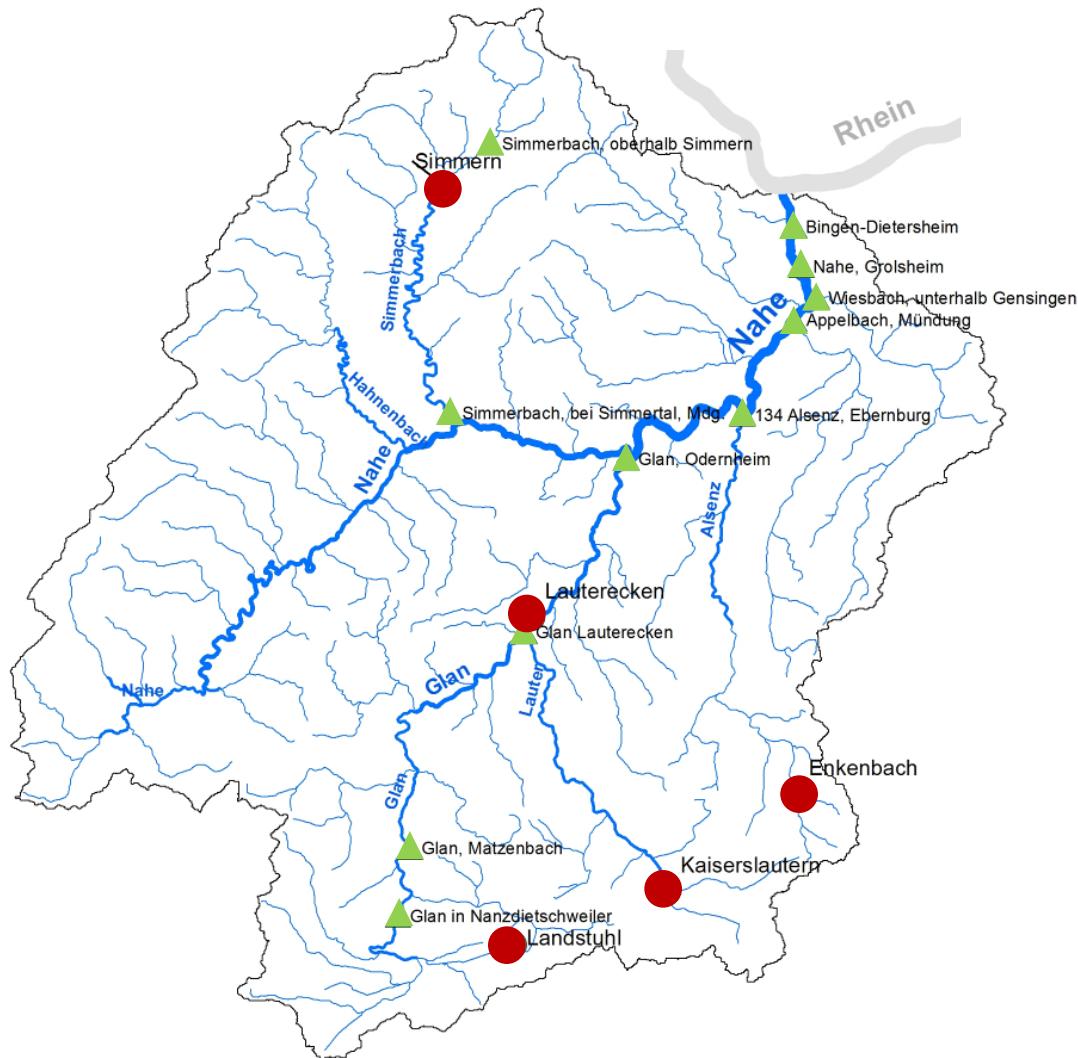 Rhein
Simmerbach, oberhalb Simmern
Simmern
Bingen-Dietersheim
Simmerbach
Nahe, Grolsheim
Wiesbach, unterhalb Gensingen
Nahe
Appelbach, Mündung
Hahnenbach
Simmerbach, bei Simmertal, Mdg.
134 Alsenz, Ebernburg
Nahe
Glan, Odernheim
Alsenz
Lauterecken
Glan Lauterecken
Glan
Lauter
Nahe
Enkenbach
Glan
Glan, Matzenbach
Kaiserslautern
Glan in Nanzdietschweiler
Landstuhl